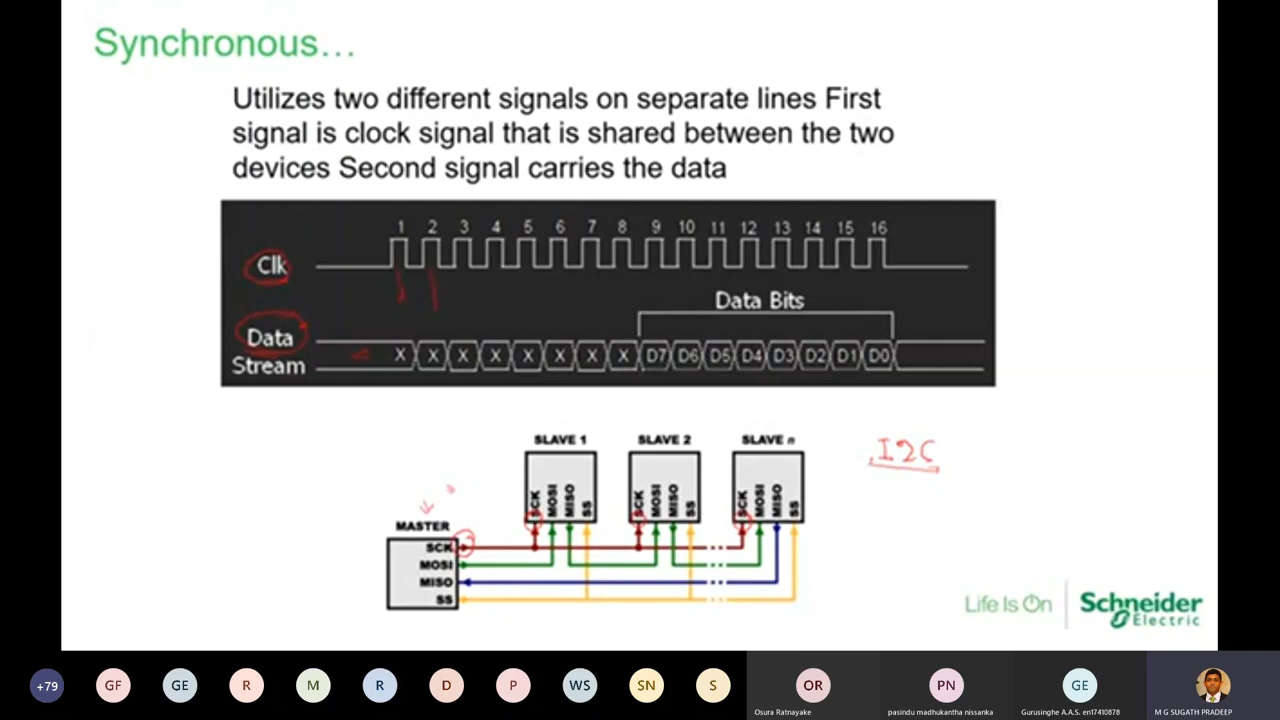 Synchronous...
Utilizes two different signals on separate lines First
signal is clock signal that is shared between the two
devices Second signal carries the data
1 2 3 4 5 6 7 8 9 10 11 12 13 14 15 16
Clk
Data Bits
Data
Stream
X X X X X X X X D7 D6 D5 D4 D3 D2 D1 D0
SLAVE 1 SLAVE 2 SLAVE n
I2C
SCK MOSI MISO SS SCK MOSI MISO SS SCK MOSI MISO SS
MASTER
SCK
MOSI
MISO
SS
Life Is On Schneider
Electric
+79 GF GE R M R D P WS SN S OR PN GE
Osura Ratnayake pasindu madhukantha nissanka Gurusinghe A.A.S. en17410878 M G SUGATH PRADEEP